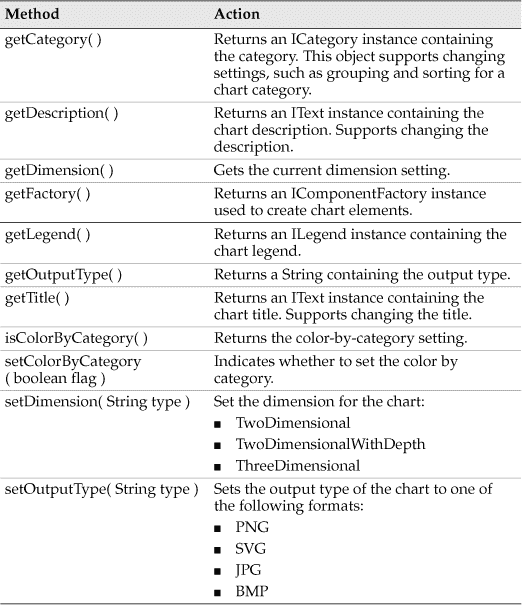 Method Action
getCategory( ) Returns an ICategory instance containing
the category. This object supports changing
settings, such as grouping and sorting for a
chart category.
getDescription( ) Returns an IText instance containing the
chart description. Supports changing the
description.
getDimension( ) Gets the current dimension setting.
getFactory( ) Returns an IComponentFactory instance
used to create chart elements.
getLegend( ) Returns an ILegend instance containing the
chart legend.
getOutputType( ) Returns a String containing the output type.
getTitle( ) Returns an IText instance containing the
chart title. Supports changing the title.
isColorByCategory( ) Returns the color-by-category setting.
setColorByCategory Indicates whether to set the color by
( boolean flag ) category.
setDimension( String type ) Set the dimension for the chart:
■ TwoDimensional
■ TwoDimensionalWithDepth
■ ThreeDimensional
setOutputType( String type ) Sets the output type of the chart to one of
the following formats:
■ PNG
■ SVG
■ JPG
■ BMP